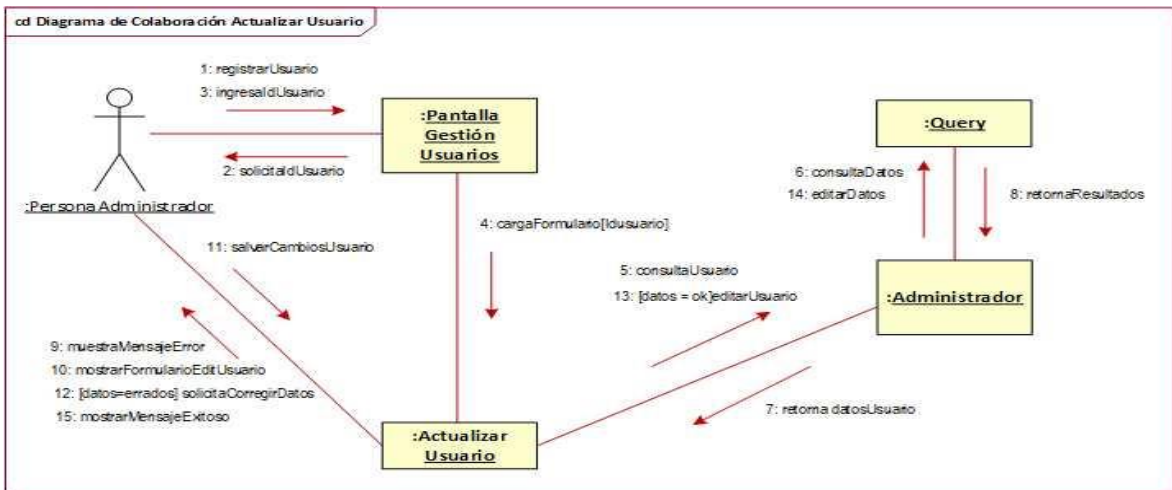 cd Diagrama de Colaboración Actualizar Usuario
1: registrarUsuario
3: ingresaIdUsuario
:Pantalla
Gestión
Usuarios
:Query
2: solicitaIdUsuario
:Persona Administrador
6: consultaDatos
14: editarDatos
8: retornaResultados
4: cargaFormulario[Idusuario]
11: salverCambiosUsuario
5: consultaUsuario
13: [datos = ok]editarUsuario
:Administrador
9: muestraMensajeError
10: mostrarFormularioEditUsuario
12: [datos=errados] solicitaCorregirDatos
15: mostrarMensajeExitoso
7: retorna datosUsuario
:Actualizar
Usuario